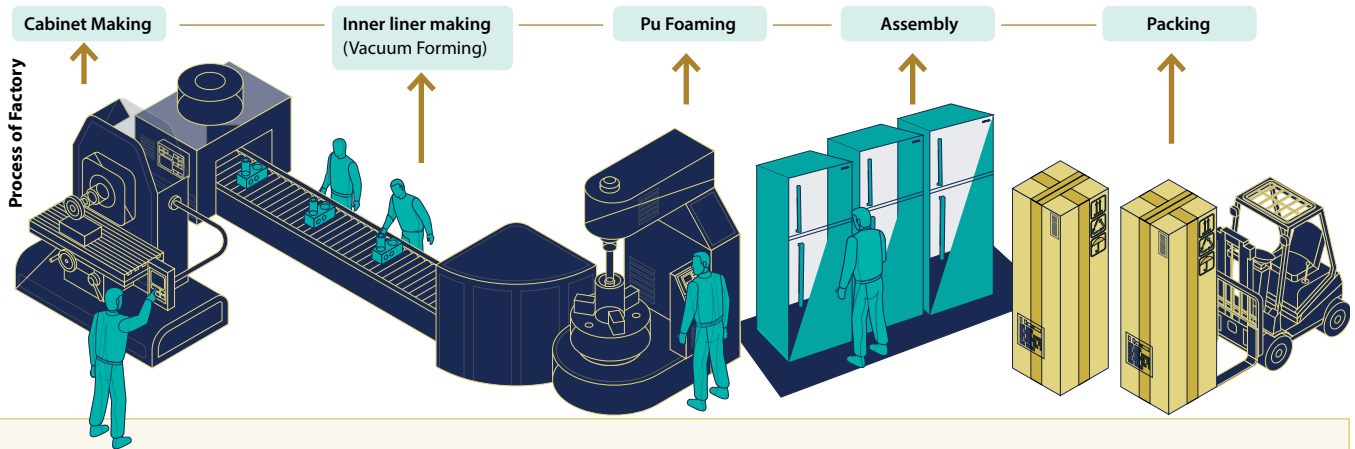 Cabinet Making
Inner liner making
(Vacuum Forming)
Pu Foaming
Assembly
Packing
Process of Factory